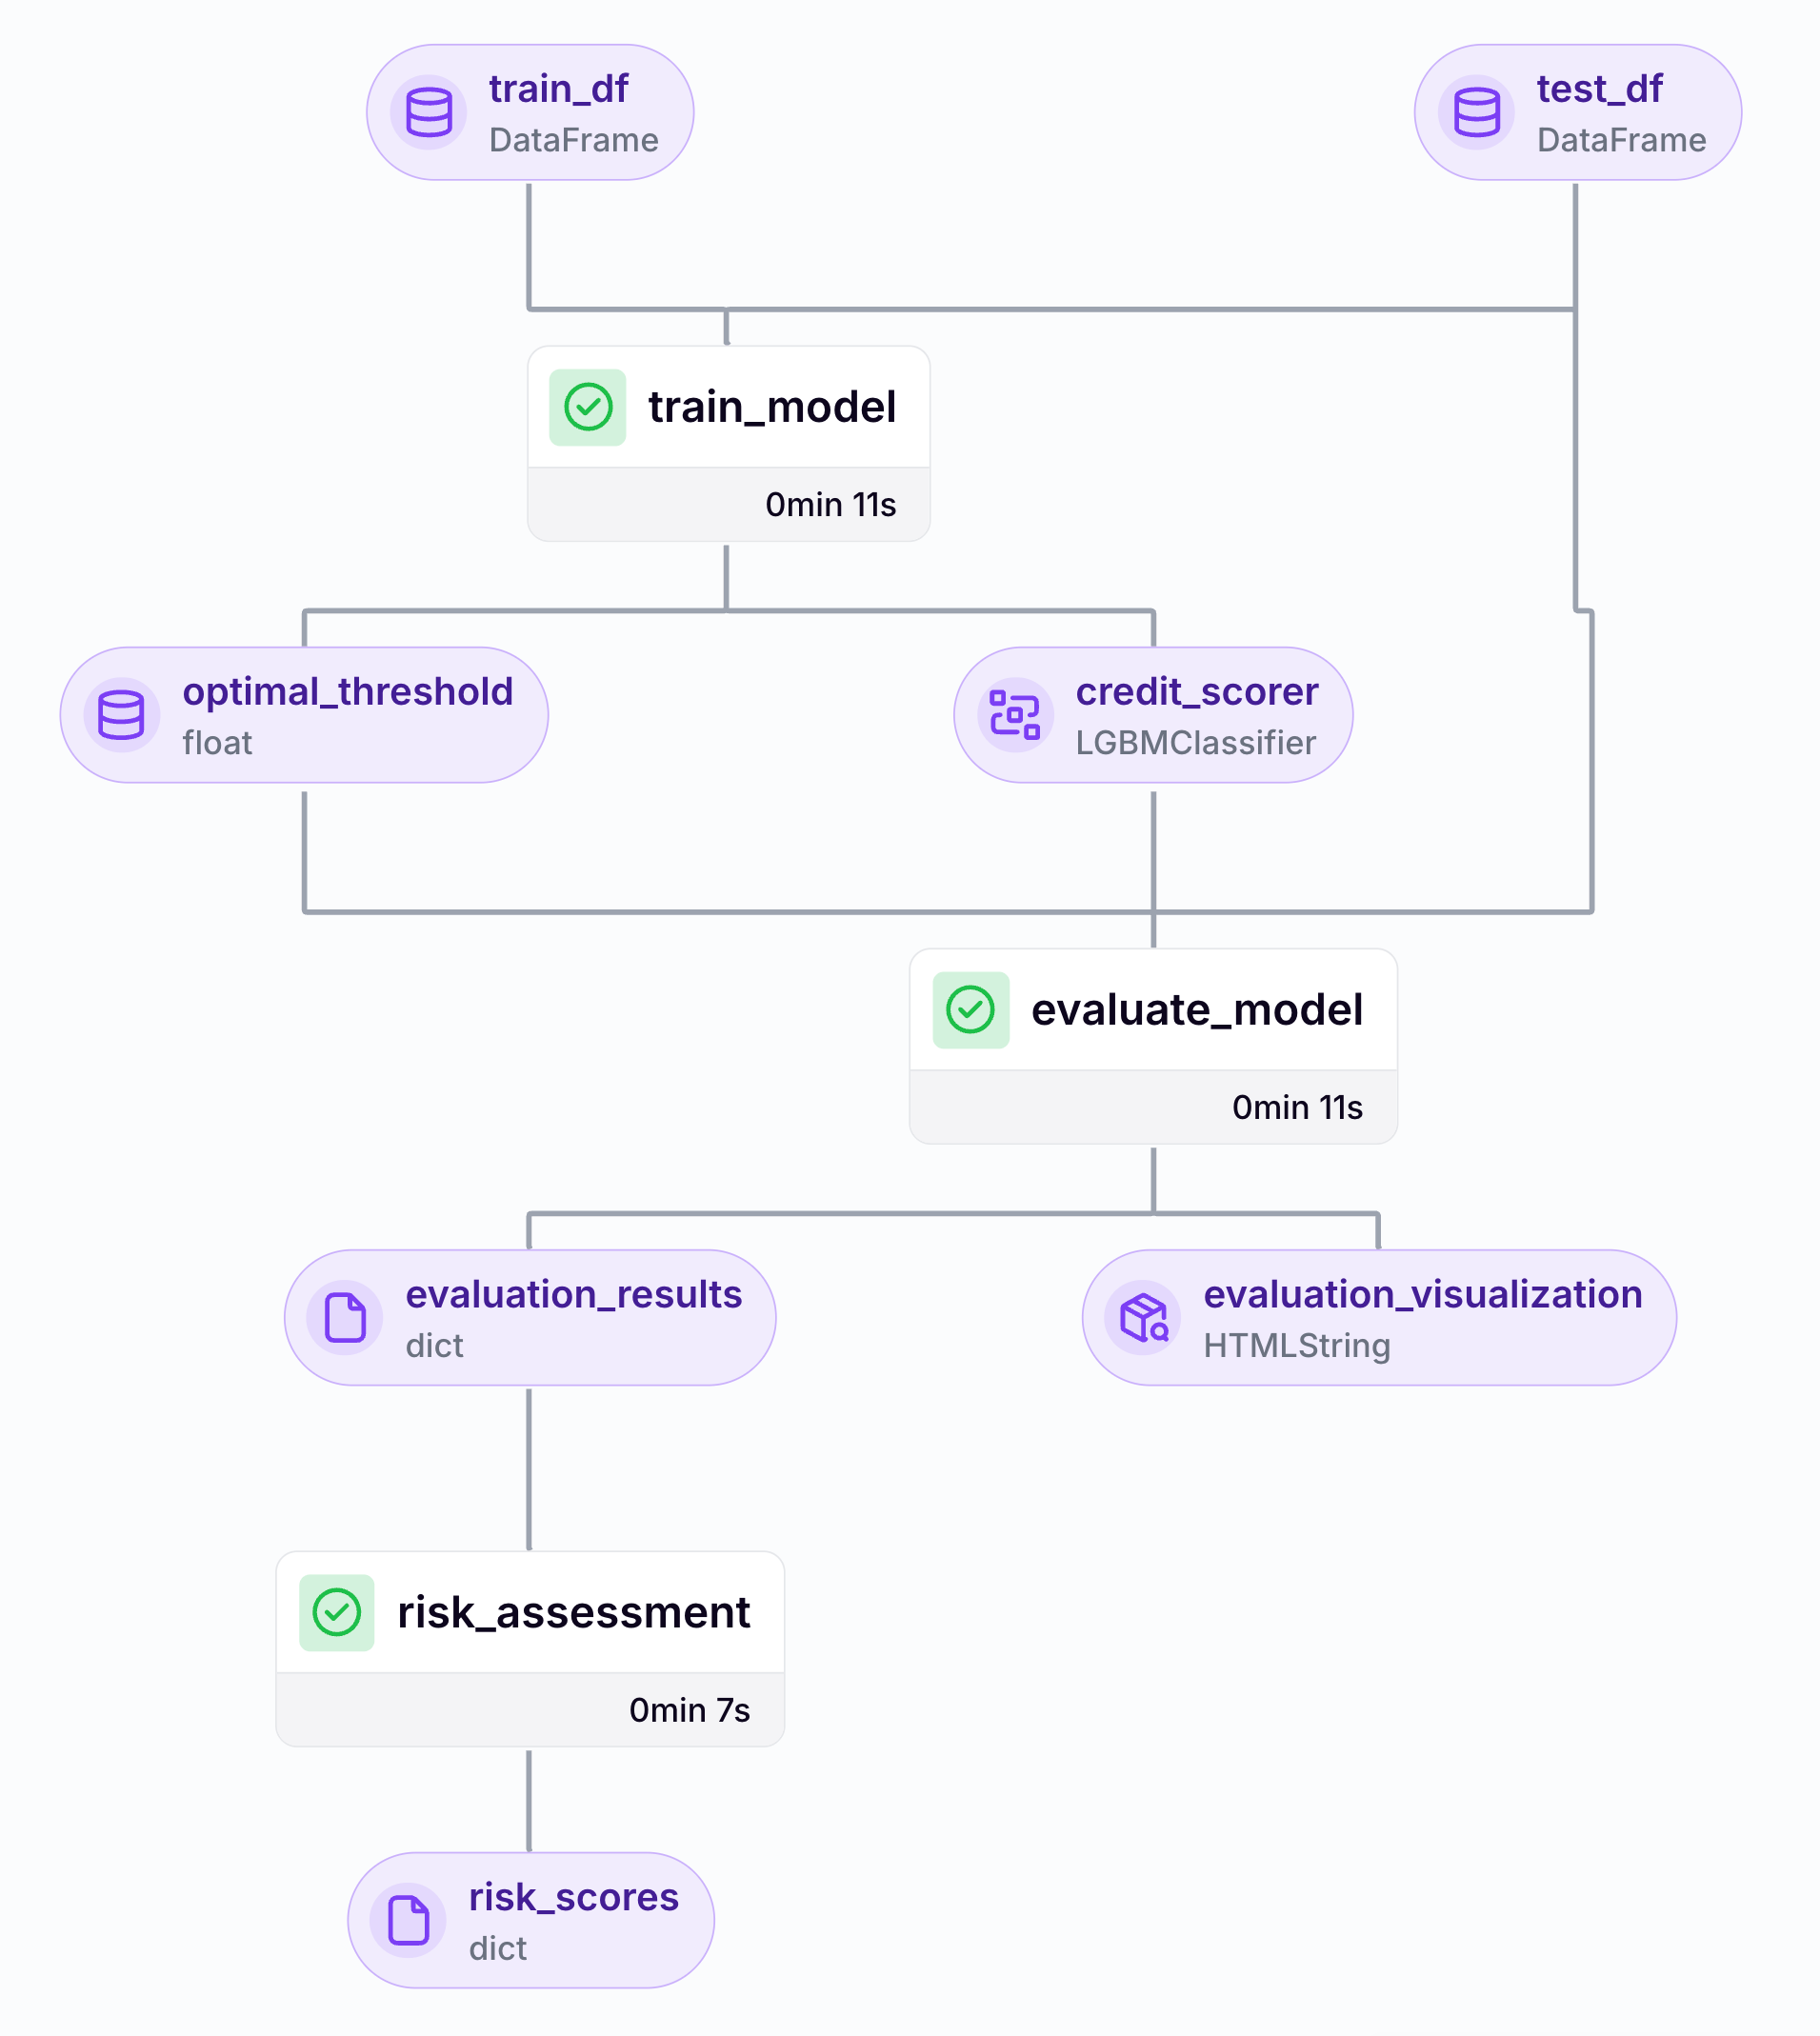 train_df
DataFrame
test_df
DataFrame
train_model
0min 11s
optimal_threshold
float
credit_scorer
LGBMClassifier
evaluate_model
0min 11s
evaluation_results
dict
evaluation_visualization
HTMLString
risk_assessment
0min 7s
risk_scores
dict